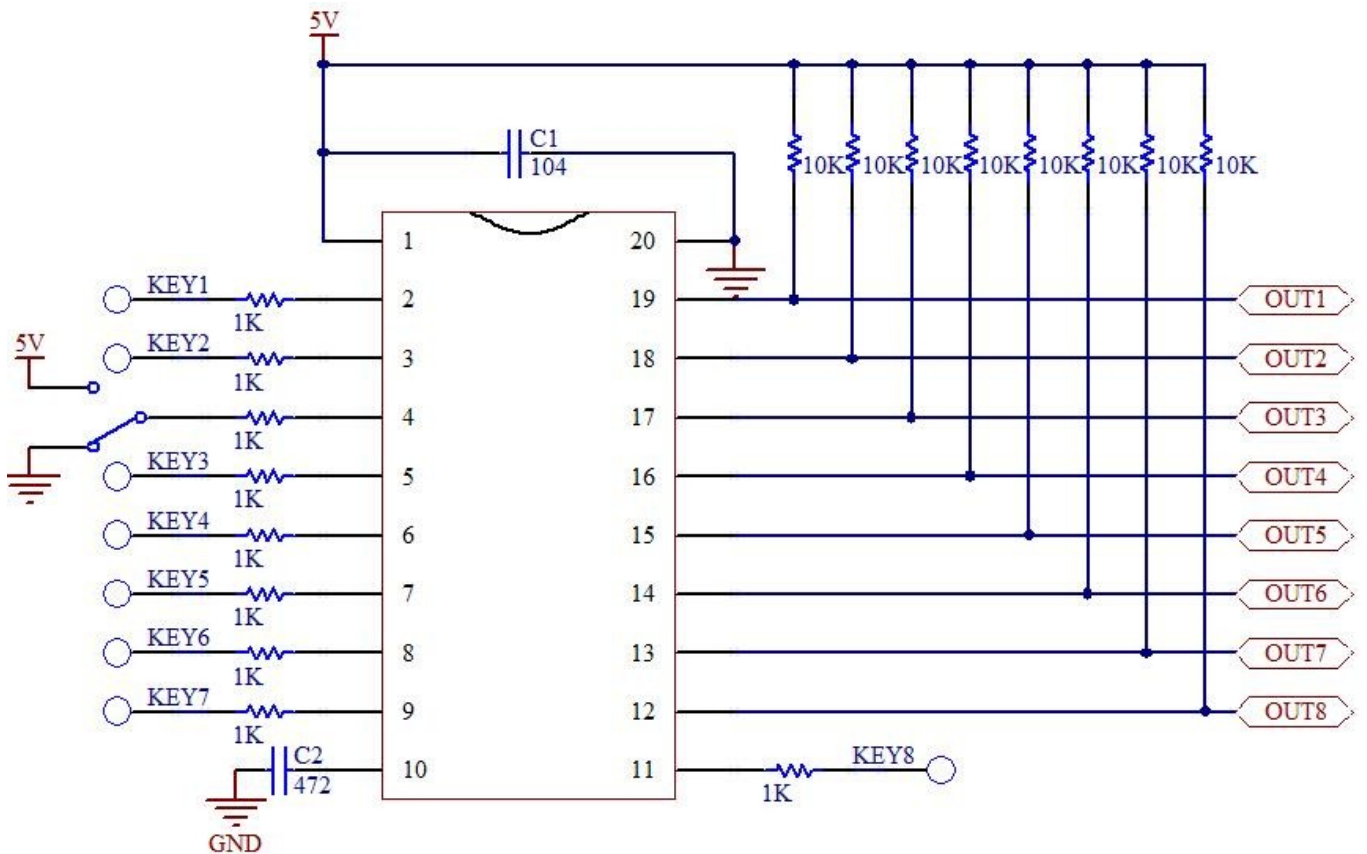 5V
C1
104
10K 10K 10K 10K 10K 10K 10K 10K
1 20
KEY1 1K 2 19 OUT1
KEY2 1K 3 18 OUT2
5V
1K 4 17 OUT3
KEY3 1K 5 16 OUT4
KEY4 1K 6 15 OUT5
KEY5 1K 7 14 OUT6
KEY6 1K 8 13 OUT7
KEY7 1K 9 12 OUT8
C2
472
10 11 1K KEY8
GND